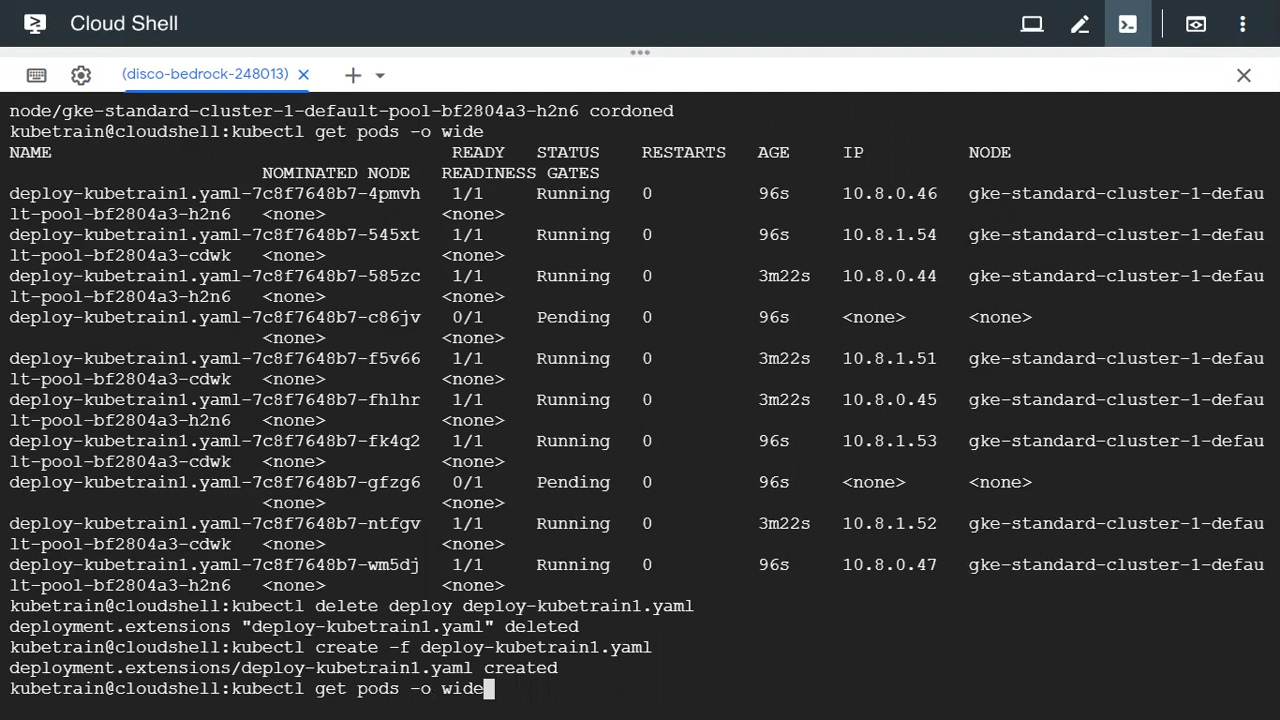 Cloud Shell
(disco-bedrock-248013)
node/gke-standard-cluster-1-default-pool-bf2804a3-h2n6 cordoned
kubetrain@cloudshell:kubectl get pods -o wide
NAME READY STATUS RESTARTS AGE IP NODE
NOMINATED NODE READINESS GATES
deploy-kubetrain1.yaml-7c8f7648b7-4pmvh 1/1 Running 0 96s 10.8.0.46 gke-standard-cluster-1-defau
lt-pool-bf2804a3-h2n6 <none> <none>
deploy-kubetrain1.yaml-7c8f7648b7-545xt 1/1 Running 0 96s 10.8.1.54 gke-standard-cluster-1-defau
lt-pool-bf2804a3-cdwk <none> <none>
deploy-kubetrain1.yaml-7c8f7648b7-585zc 1/1 Running 0 3m22s 10.8.0.44 gke-standard-cluster-1-defau
lt-pool-bf2804a3-h2n6 <none> <none>
deploy-kubetrain1.yaml-7c8f7648b7-c86jv 0/1 Pending 0 96s <none> <none>
<none> <none>
deploy-kubetrain1.yaml-7c8f7648b7-f5v66 1/1 Running 0 3m22s 10.8.1.51 gke-standard-cluster-1-defau
lt-pool-bf2804a3-cdwk <none> <none>
deploy-kubetrain1.yaml-7c8f7648b7-fhlhr 1/1 Running 0 3m22s 10.8.0.45 gke-standard-cluster-1-defau
lt-pool-bf2804a3-h2n6 <none> <none>
deploy-kubetrain1.yaml-7c8f7648b7-fk4q2 1/1 Running 0 96s 10.8.1.53 gke-standard-cluster-1-defau
lt-pool-bf2804a3-cdwk <none> <none>
deploy-kubetrain1.yaml-7c8f7648b7-gfzg6 0/1 Pending 0 96s <none> <none>
<none> <none>
deploy-kubetrain1.yaml-7c8f7648b7-ntfgv 1/1 Running 0 3m22s 10.8.1.52 gke-standard-cluster-1-defau
lt-pool-bf2804a3-cdwk <none> <none>
deploy-kubetrain1.yaml-7c8f7648b7-wm5dj 1/1 Running 0 96s 10.8.0.47 gke-standard-cluster-1-defau
lt-pool-bf2804a3-h2n6 <none> <none>
kubetrain@cloudshell:kubectl delete deploy deploy-kubetrain1.yaml
deployment.extensions "deploy-kubetrain1.yaml" deleted
kubetrain@cloudshell:kubectl create -f deploy-kubetrain1.yaml
deployment.extensions/deploy-kubetrain1.yaml created
kubetrain@cloudshell:kubectl get pods -o wide